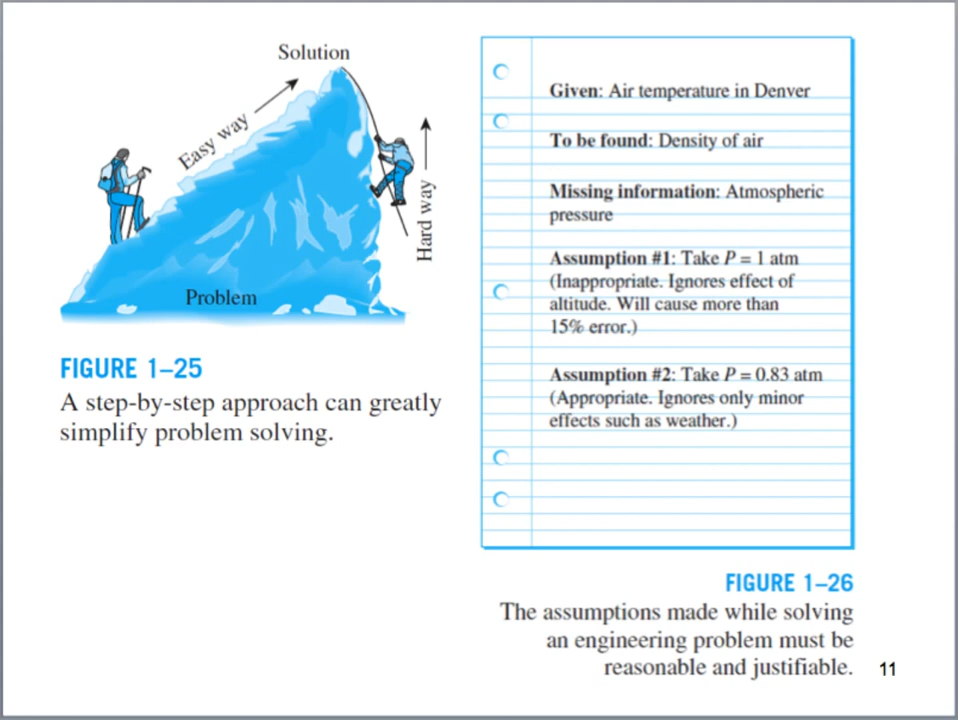 Solution
Easy way
Hard way
Problem
FIGURE 1–25
A step-by-step approach can greatly
simplify problem solving.
Given: Air temperature in Denver
To be found: Density of air
Missing information: Atmospheric
pressure
Assumption #1: Take P = 1 atm
(Inappropriate. Ignores effect of
altitude. Will cause more than
15% error.)
Assumption #2: Take P = 0.83 atm
(Appropriate. Ignores only minor
effects such as weather.)
FIGURE 1–26
The assumptions made while solving
an engineering problem must be
reasonable and justifiable.
11